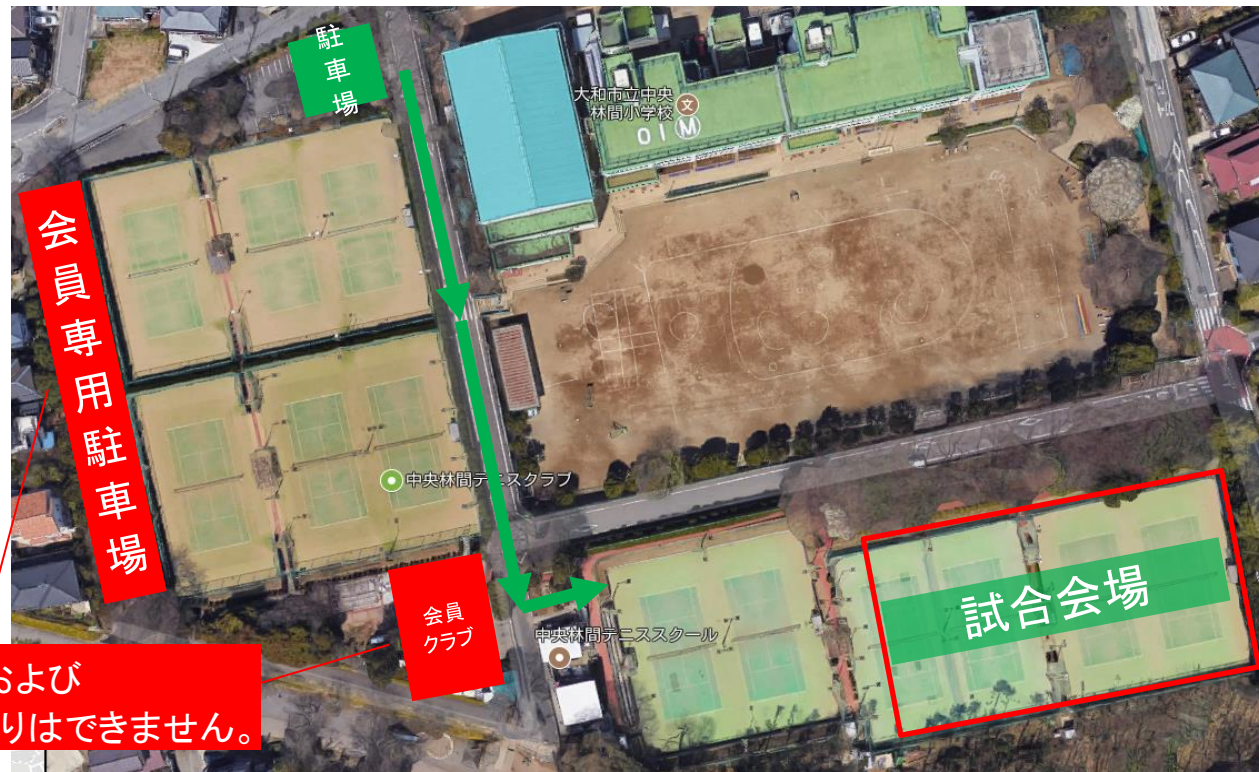 駐車場
大和市立中央
林間小学校
文
M
10
会員専用駐車場
中央林間テニスクラブ
会員
クラブ
試合会場
中央林間テニススクール
および
りはできません。